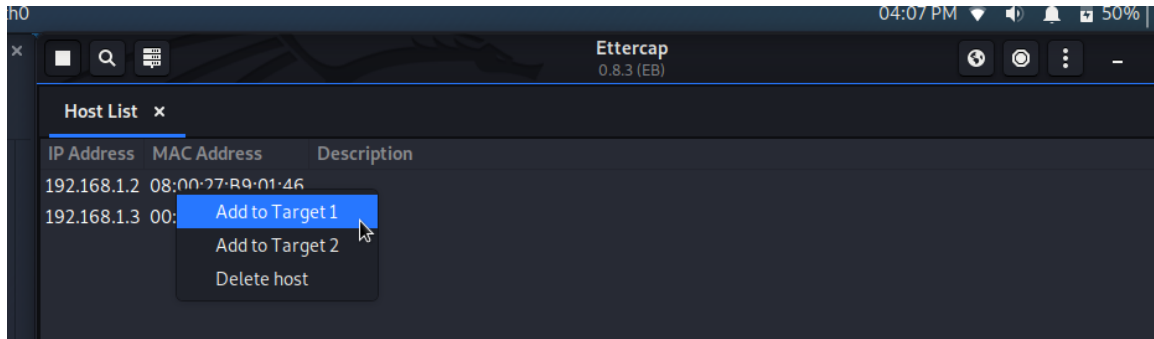 th0 04:07 PM 50%
Ettercap
0.8.3 (EB)
Host List ×
IP Address MAC Address Description
192.168.1.2 08:00:27:B9:01:46
192.168.1.3 00:
Add to Target 1
Add to Target 2
Delete host